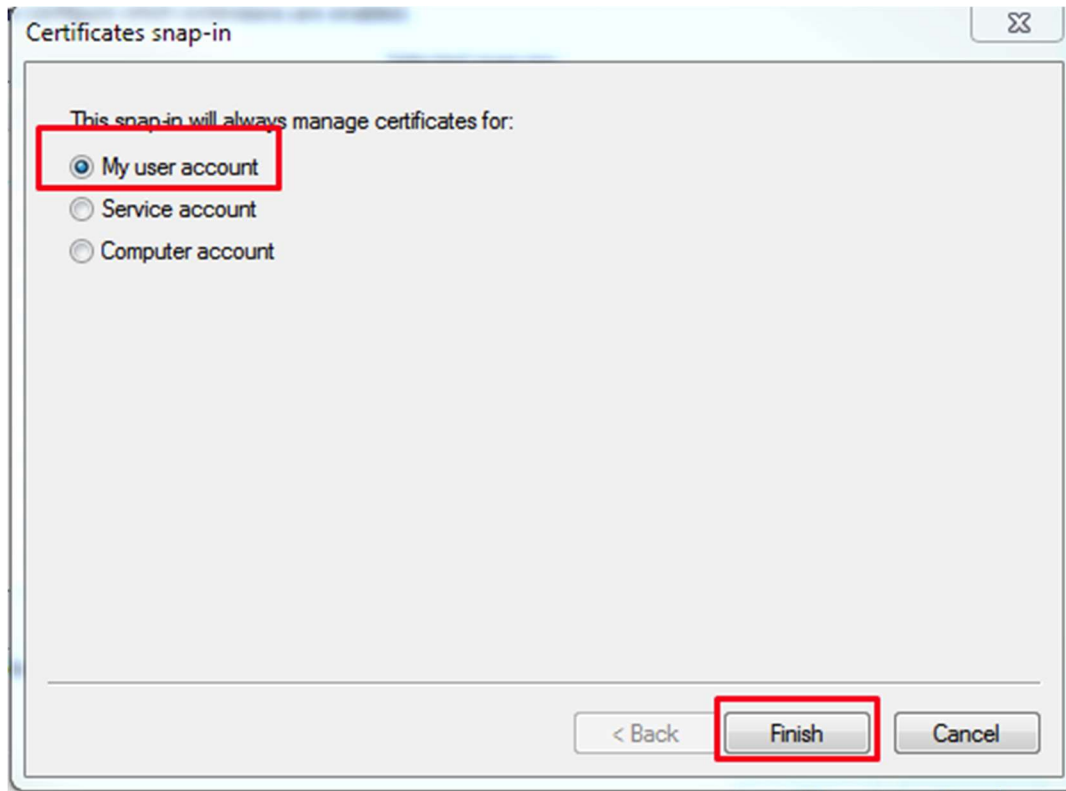 Certificates snap-in
This snap-in will always manage certificates for:
My user account
Service account
Computer account
< Back
Finish
Cancel